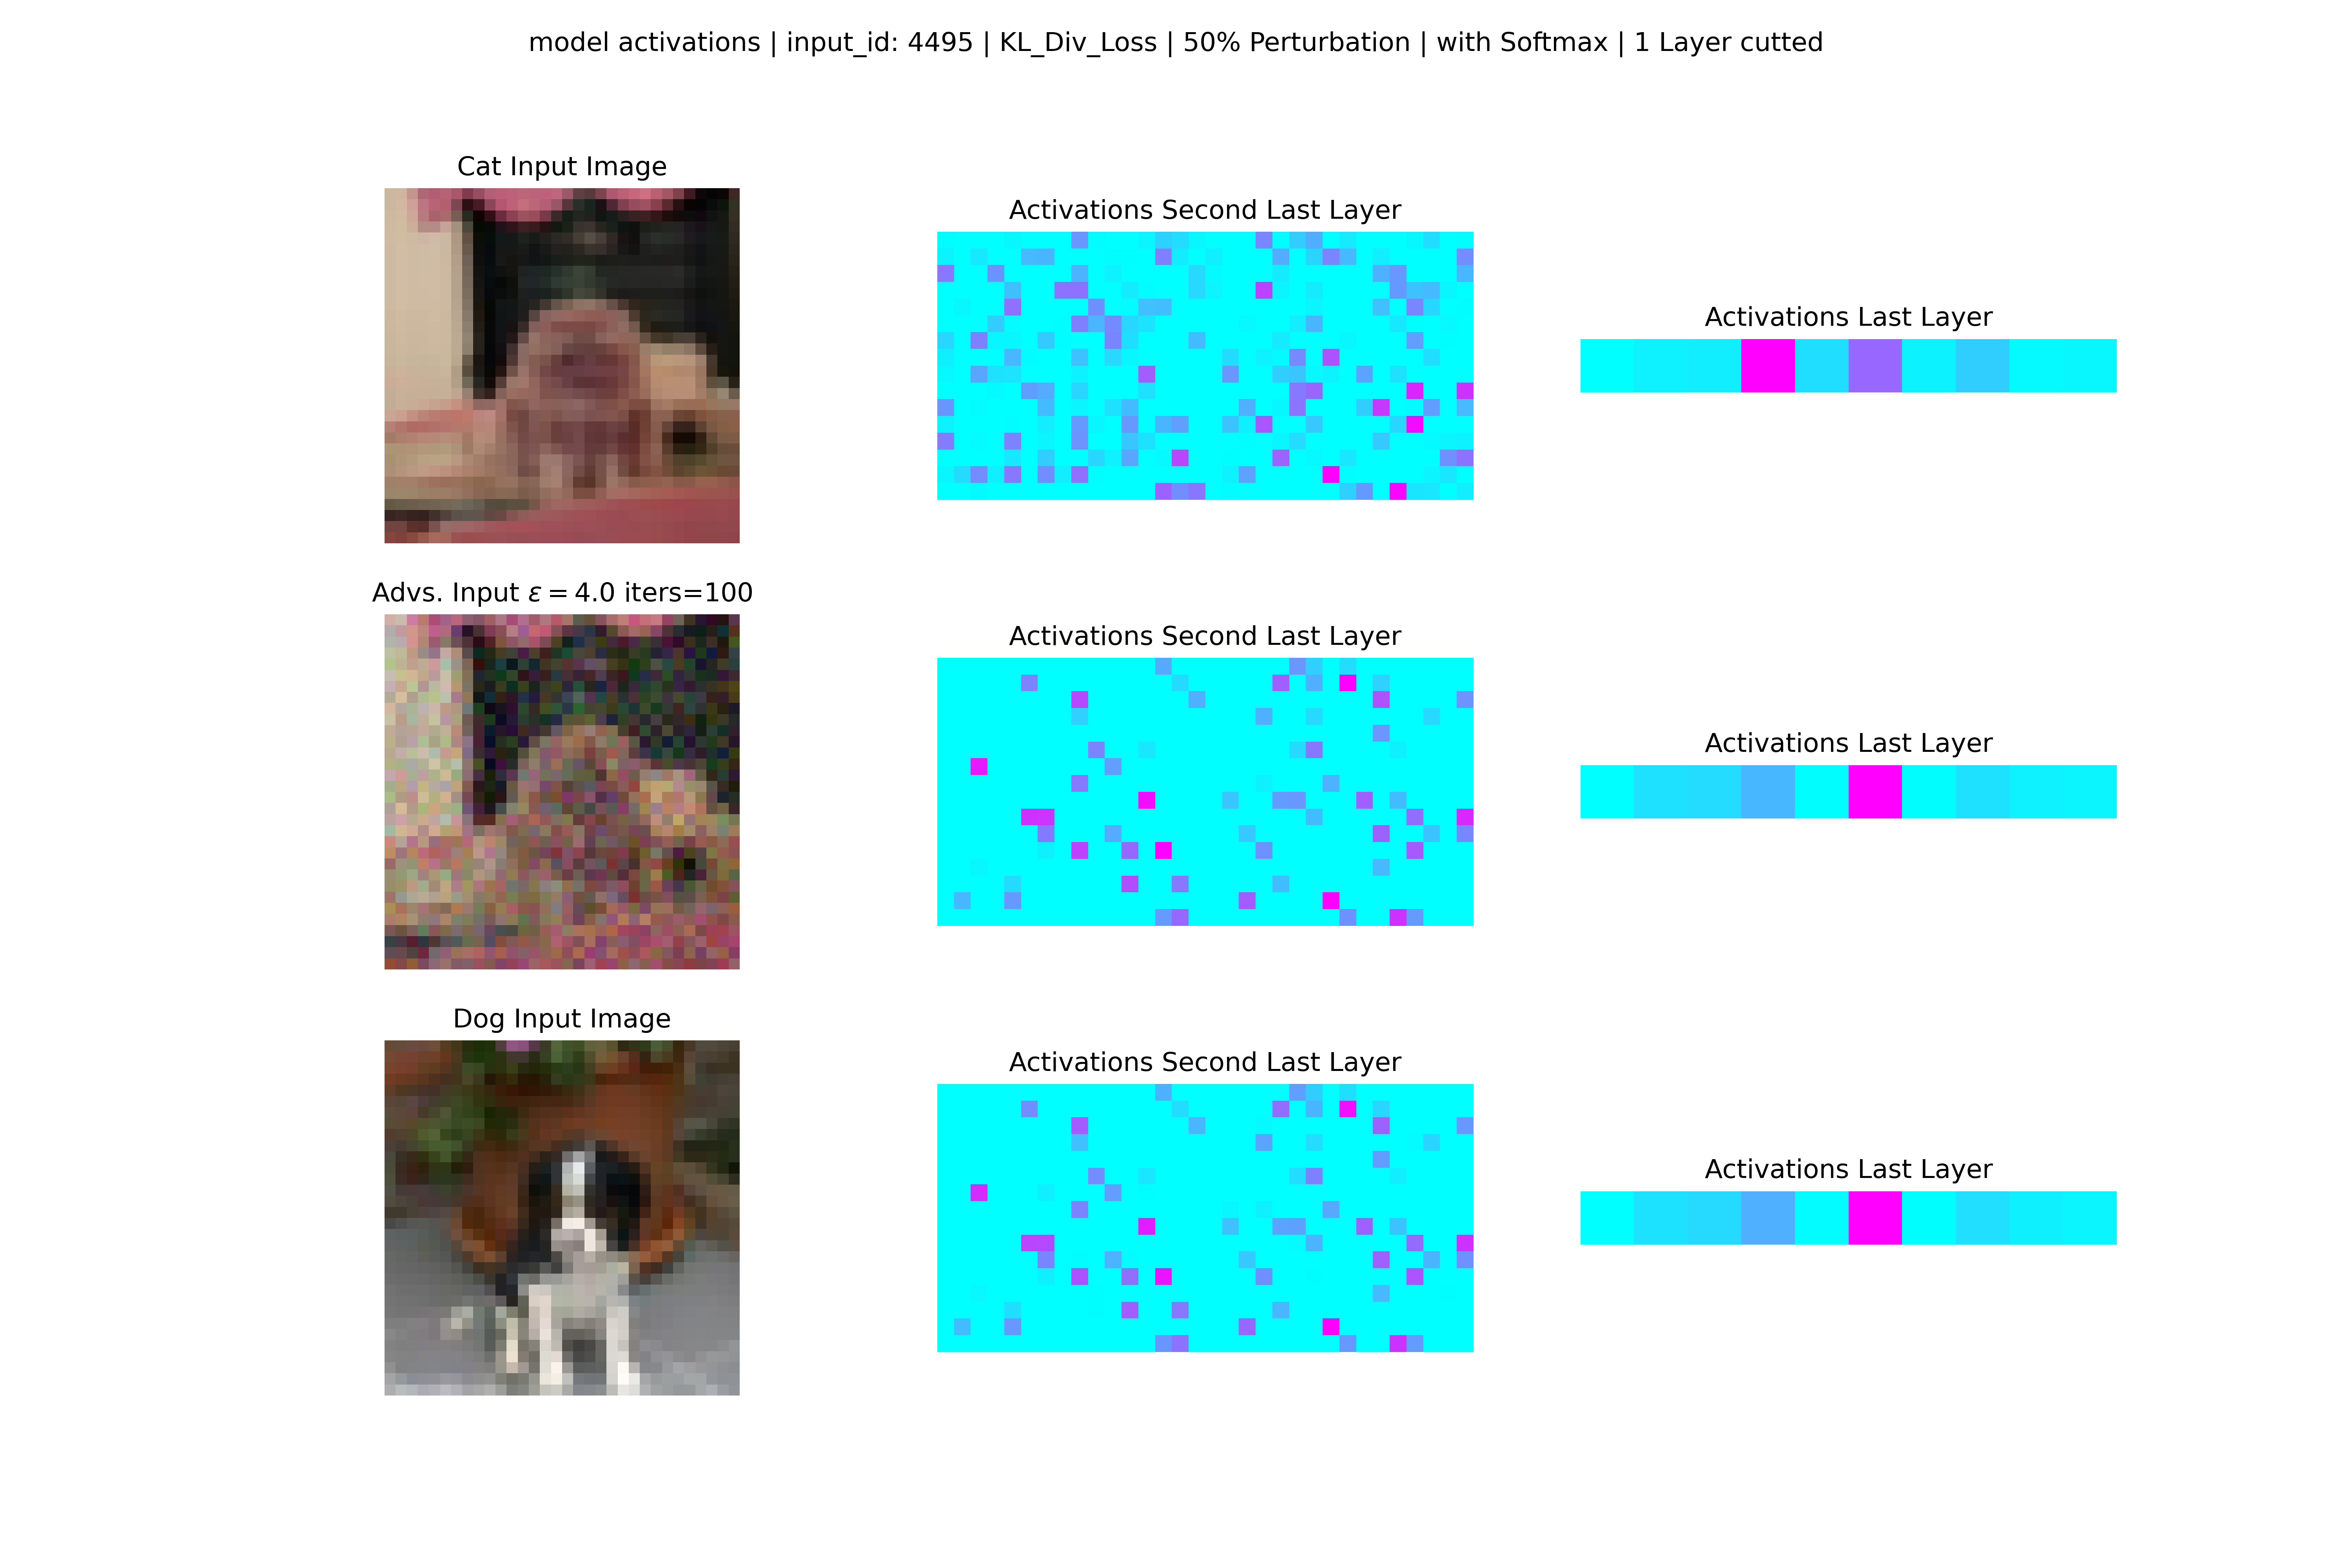 model activations | input_id: 4495 | KL_Div_Loss | 50% Perturbation | with Softmax | 1 Layer cutted
Cat Input Image
Activations Second Last Layer
Activations Last Layer
Advs. Input ε = 4.0 iters=100
Activations Second Last Layer
Activations Last Layer
Dog Input Image
Activations Second Last Layer
Activations Last Layer